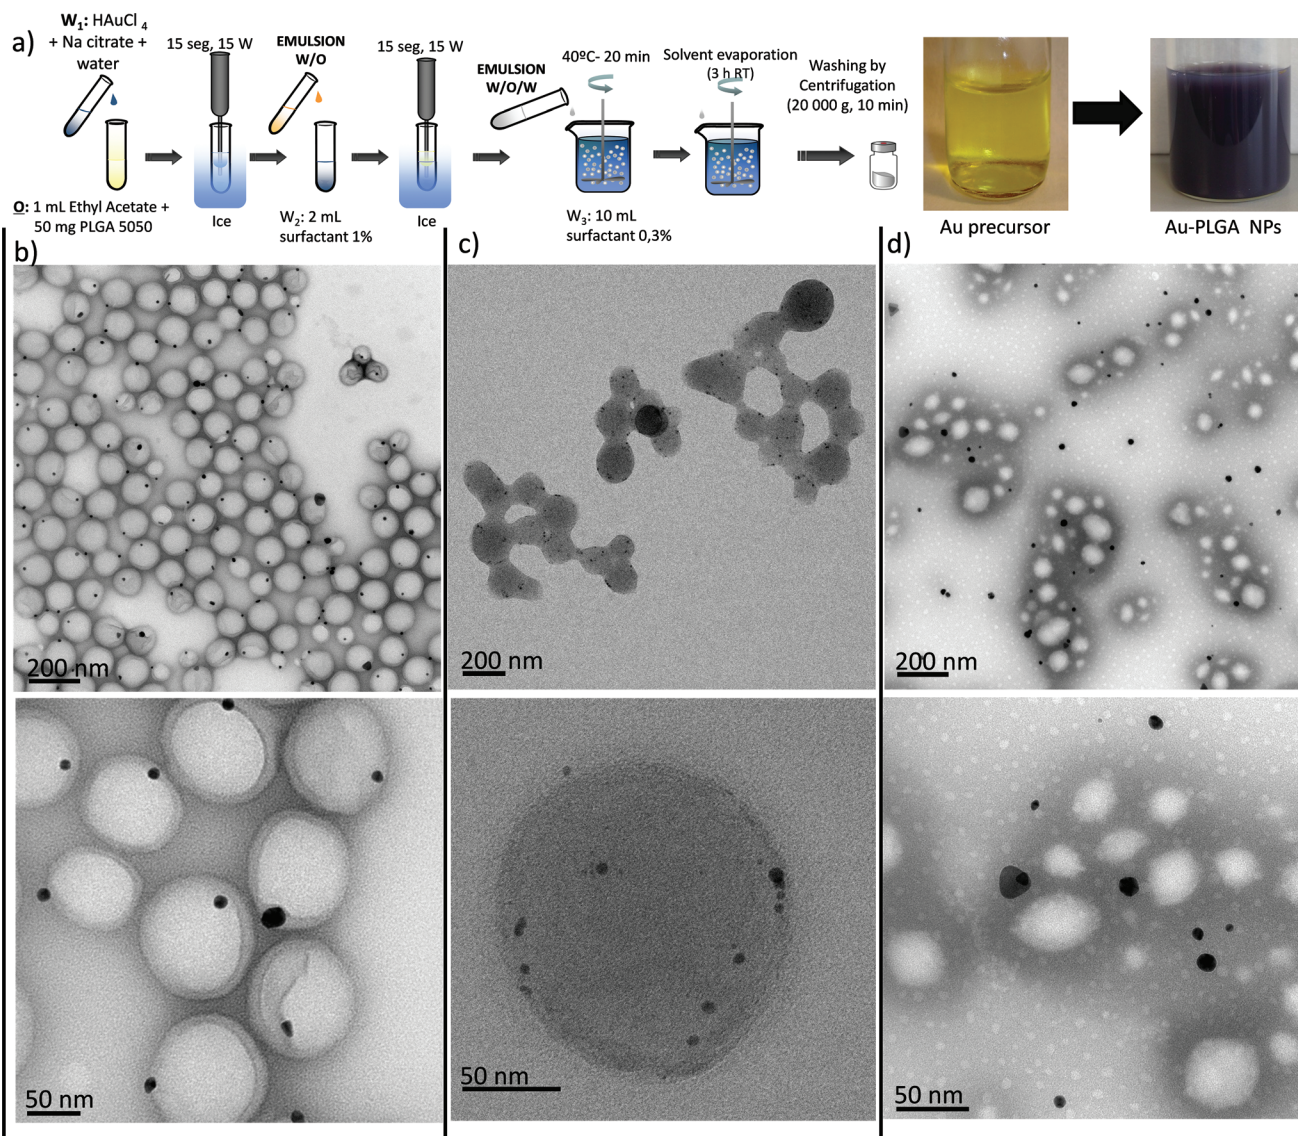 a)
W₁: HAuCl ₄
+ Na citrate +
water
O: 1 mL Ethyl Acetate +
50 mg PLGA 5050
15 seg, 15 W
Ice
EMULSION
W/O
W₂: 2 mL
surfactant 1%
15 seg, 15 W
Ice
EMULSION
W/O/W
40ºC- 20 min
W₃: 10 mL
surfactant 0,3%
Solvent evaporation
(3 h RT)
Washing by
Centrifugation
(20 000 g, 10 min)
Au precursor
Au-PLGA NPs
b)
200 nm
50 nm
c)
200 nm
50 nm
d)
200 nm
50 nm